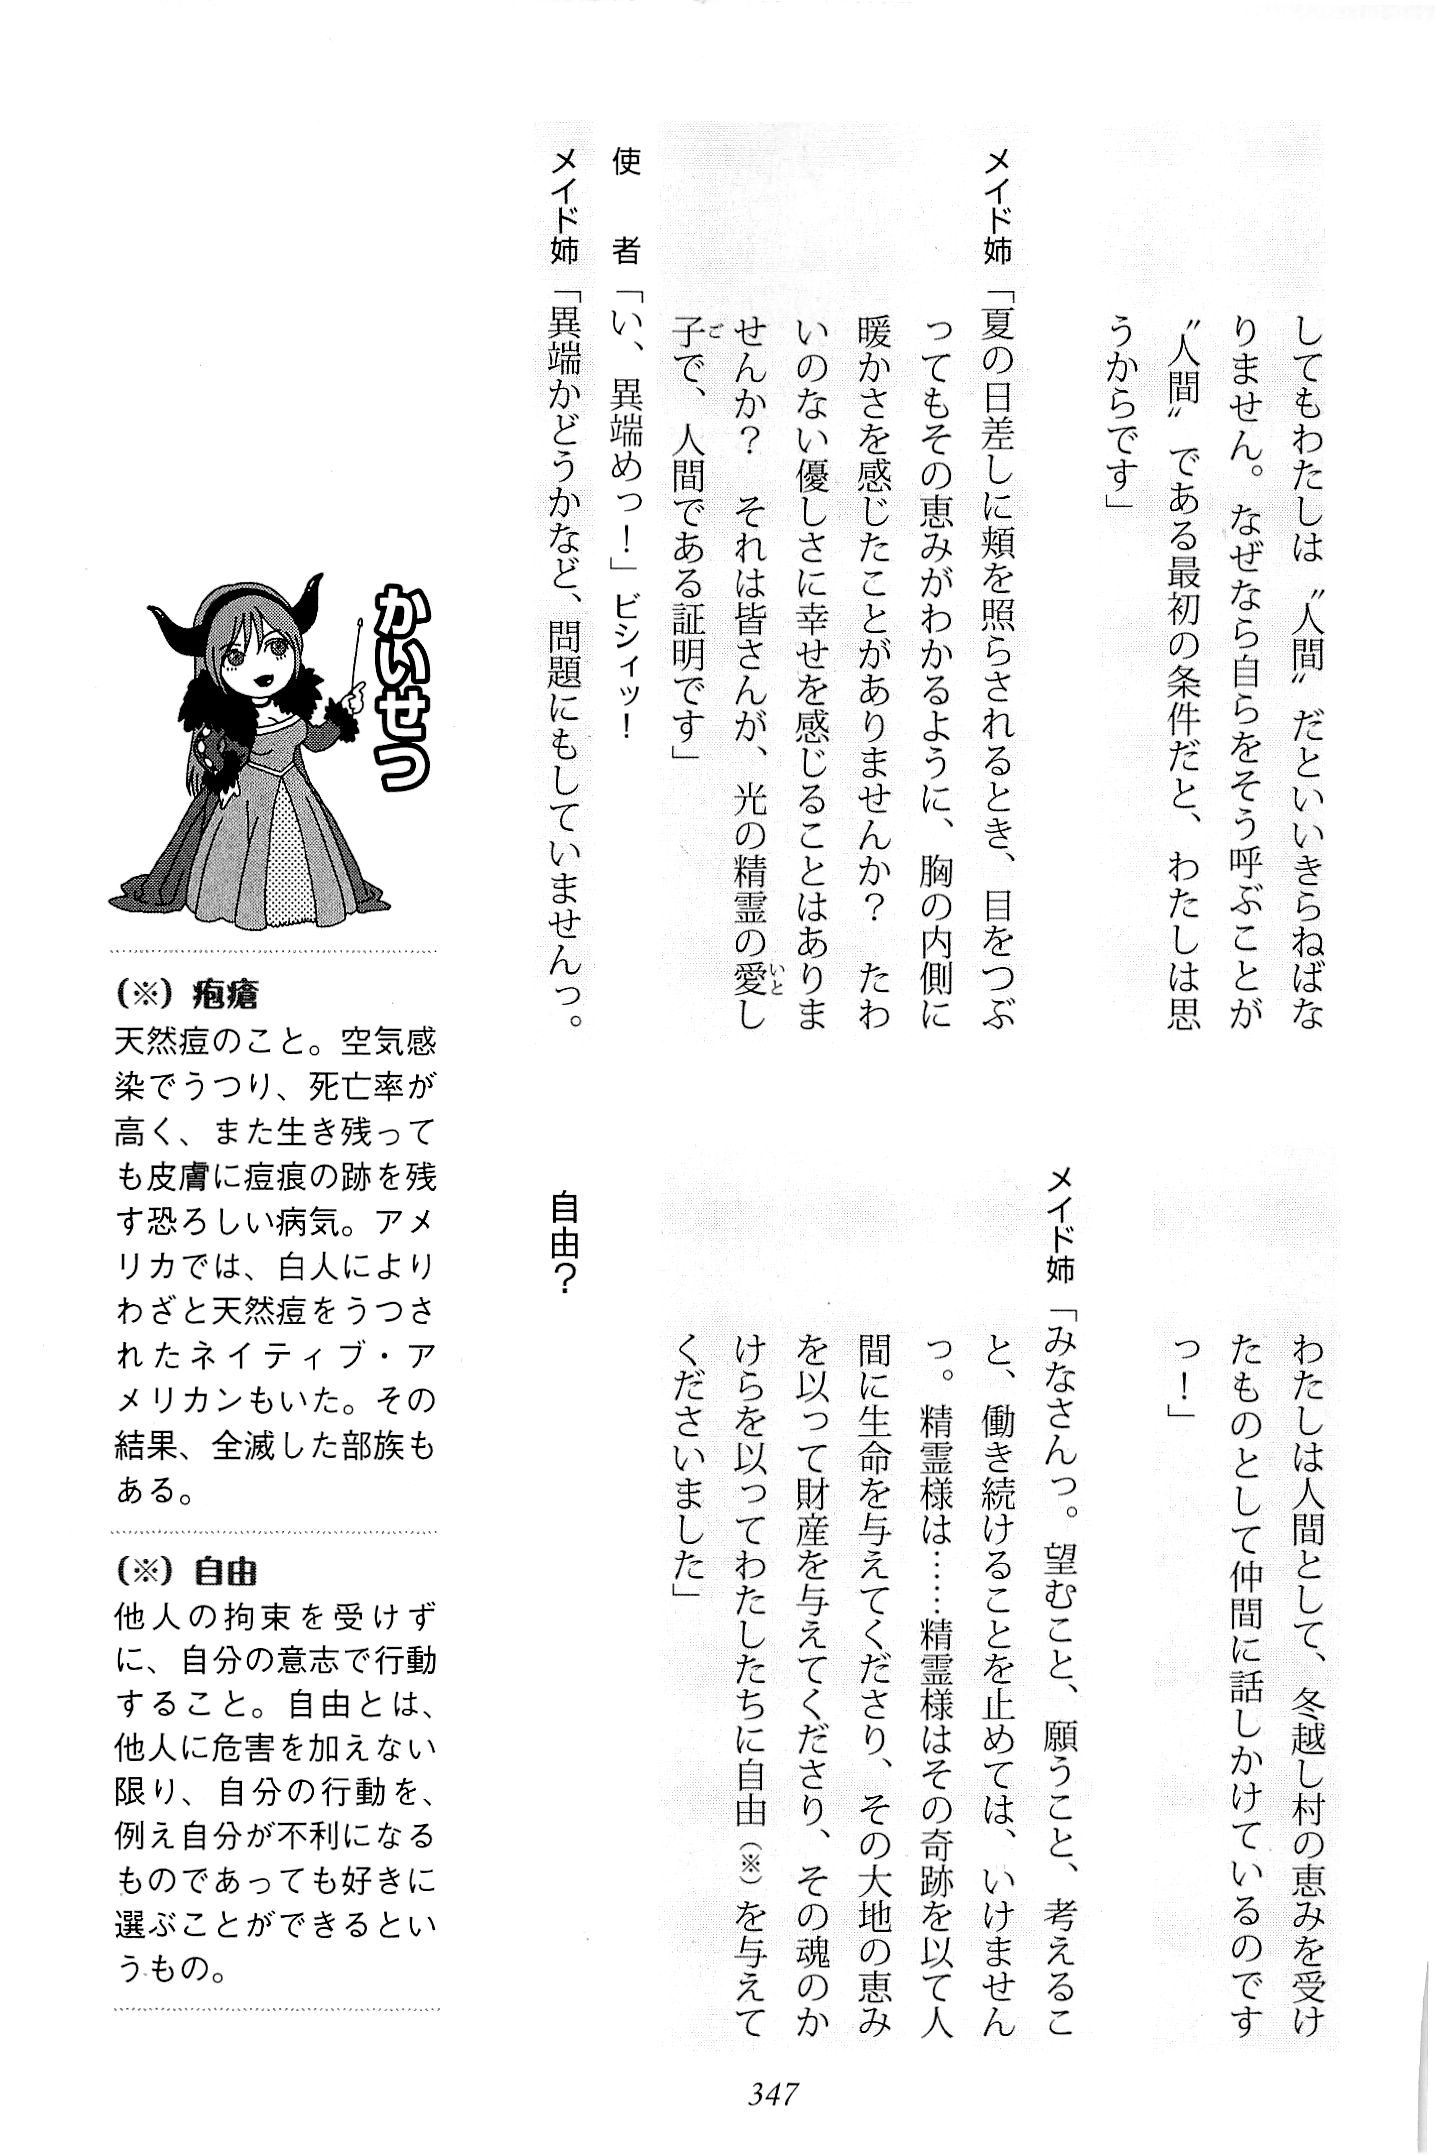 してもわたしは〝人間〟だといいきらねばな
りません。なぜなら自らをそう呼ぶことが
〝人間〟である最初の条件だと、わたしは思
うからです」
メイド姉「夏の日差しに頬を照らされるとき、目をつぶ
ってもその恵みがわかるように、胸の内側に
暖かさを感じたことがありませんか？　たわ
いのない優しさに幸せを感じることはありま
せんか？　それは皆さんが、光の精霊の愛し
いと
子で、人間である証明です」
ご
使　者「い、異端めっ！」ビシィッ！
メイド姉「異端かどうかなど、問題にもしていませんっ。
わたしは人間として、冬越し村の恵みを受け
たものとして仲間に話しかけているのです
っ！」
メイド姉「みなさんっ。望むこと、願うこと、考えるこ
と、働き続けることを止めては、いけません
っ。精霊様は……精霊様はその奇跡を以て人
間に生命を与えてくださり、その大地の恵み
を以って財産を与えてくださり、その魂のか
けらを以ってわたしたちに自由（※）を与えて
くださいました」
自由？
かいせつ
（※）疱瘡
天然痘のこと。空気感
染でうつり、死亡率が
高く、また生き残って
も皮膚に痘痕の跡を残
す恐ろしい病気。アメ
リカでは、白人により
わざと天然痘をうつさ
れたネイティブ・ア
メリカンもいた。その
結果、全滅した部族も
ある。
（※）自由
他人の拘束を受けず
に、自分の意志で行動
すること。自由とは、
他人に危害を加えない
限り、自分の行動を、
例え自分が不利になる
ものであっても好きに
選ぶことができるとい
うもの。
347